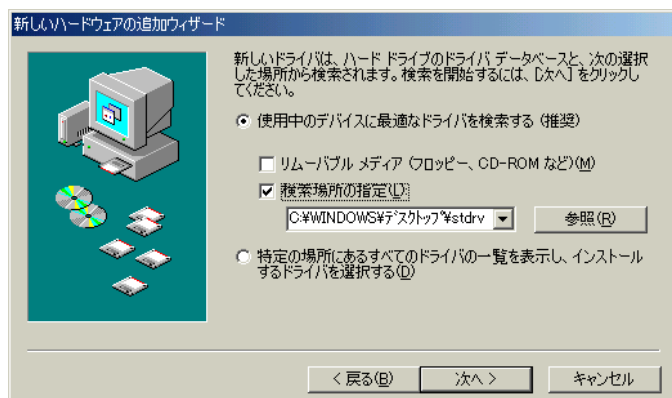 新しいハードウェアの追加ウィザード
新しいドライバは、ハード ドライブのドライバ データベースと、次の選択
した場所から検索されます。検索を開始するには、[次へ] をクリックし
てください。
使用中のデバイスに最適なドライバを検索する (推奨)
リムーバブル メディア (フロッピー、CD-ROM など)(M)
検索場所の指定(L)
C:¥WINDOWS¥デスクトップ¥stdrv
参照(R)
特定の場所にあるすべてのドライバの一覧を表示し、インストール
するドライバを選択する(D)
< 戻る(B)
次へ >
キャンセル